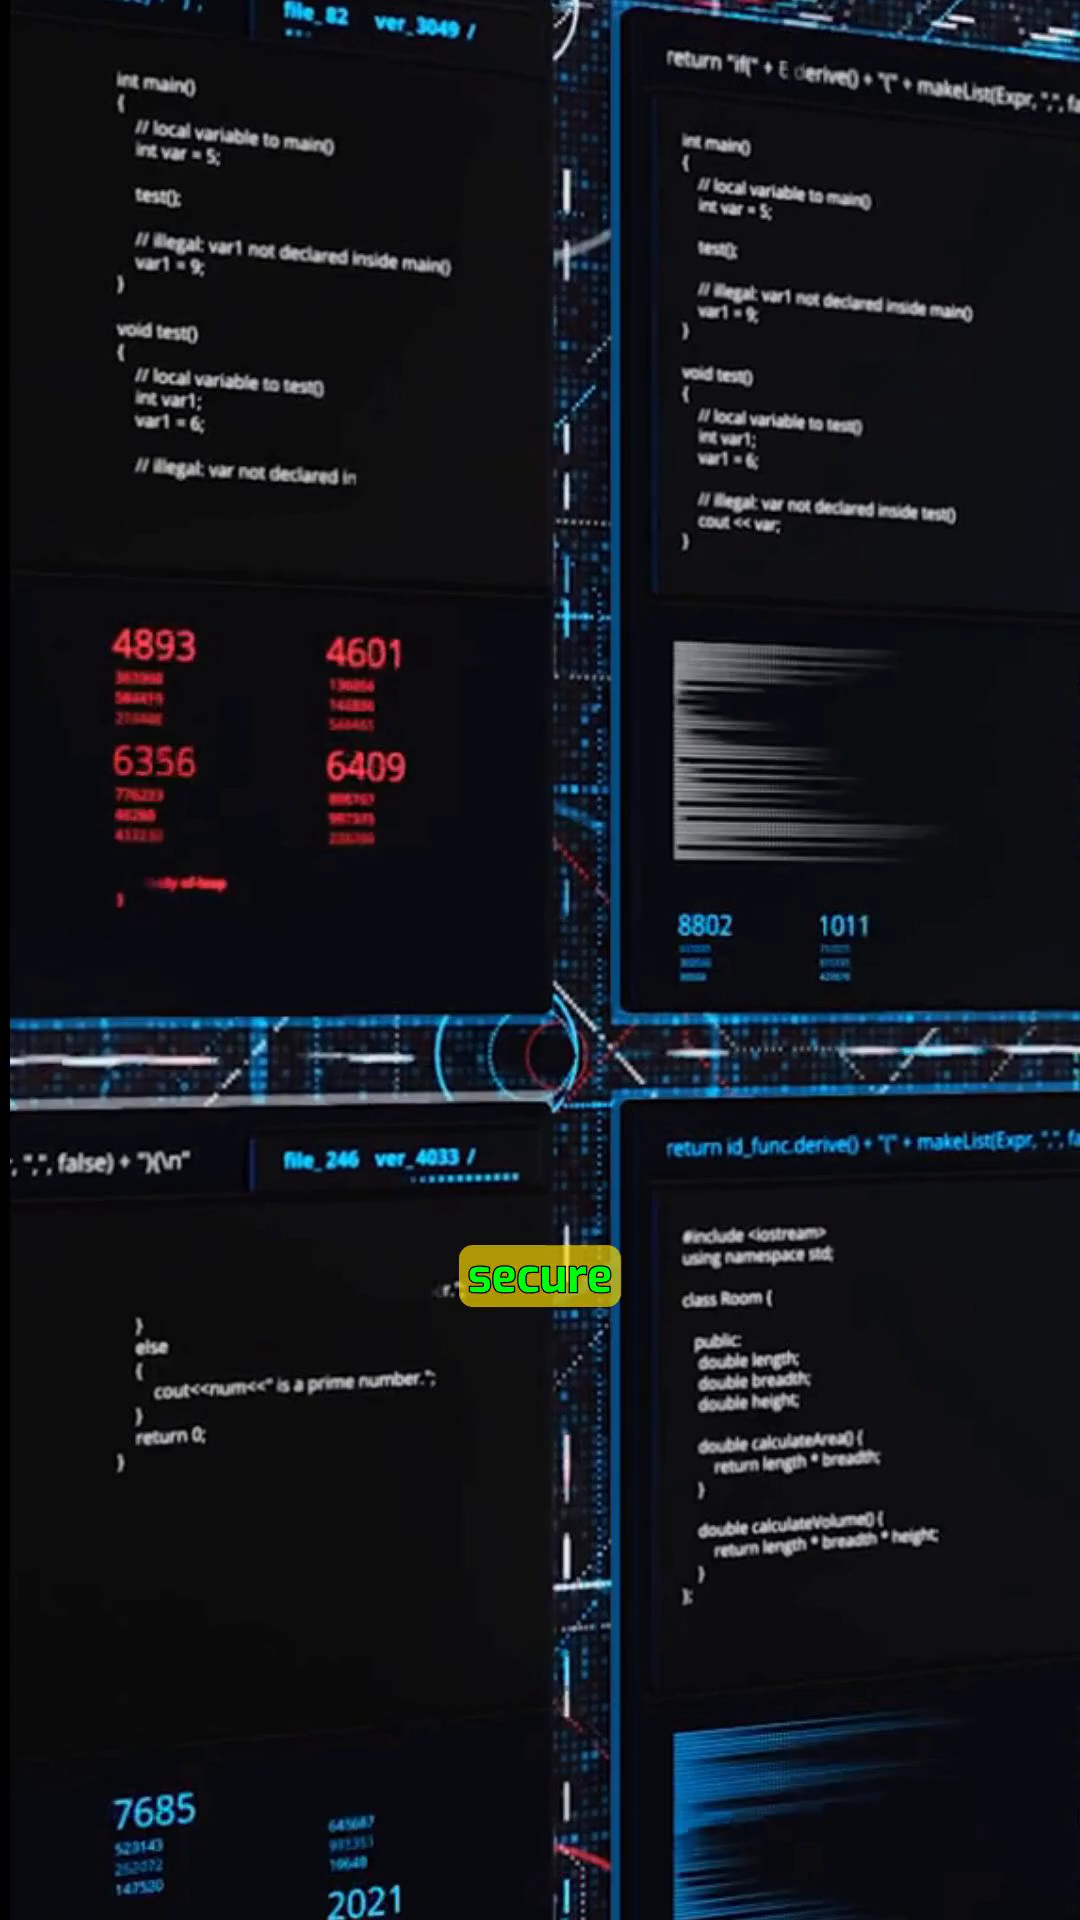 file_82 ver_3049 /
int main()
{
// local variable to main()
int var = 5;
test();
// illegal: var1 not declared inside main()
var1 = 9;
}
void test()
{
// local variable to test()
int var1;
var1 = 6;
// illegal: var not declared in
4893
4601
6356
6409
}
return "if(" + E derive() + "(" + makeList(Expr, ",", fa
int main()
{
// local variable to main()
int var = 5;
test();
// illegal: var1 not declared inside main()
var1 = 9;
}
void test()
{
// local variable to test()
int var1;
var1 = 6;
// illegal: var not declared inside test()
cout << var;
}
8802
1011
, ",", false) + "){\n"
file_246 ver_4033 /
r.";
}
else
{
cout<<num<<" is a prime number.";
}
return 0;
}
7685
523143
252072
147520
2021
secure
return id_func.derive() + "(" + makeList(Expr, ",", fa
#include <iostream>
using namespace std;
class Room {
public:
double length;
double breadth;
double height;
double calculateArea() {
return length * breadth;
}
double calculateVolume() {
return length * breadth * height;
}
};